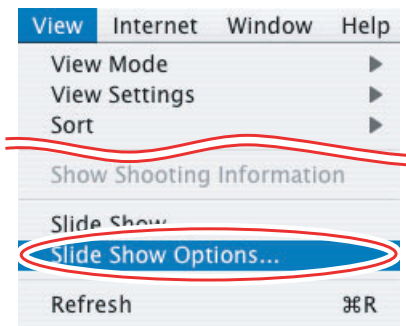 View Internet Window Help
View Mode
View Settings
Sort
Show Shooting Information
Slide Show
Slide Show Options...
Refresh ⌘R